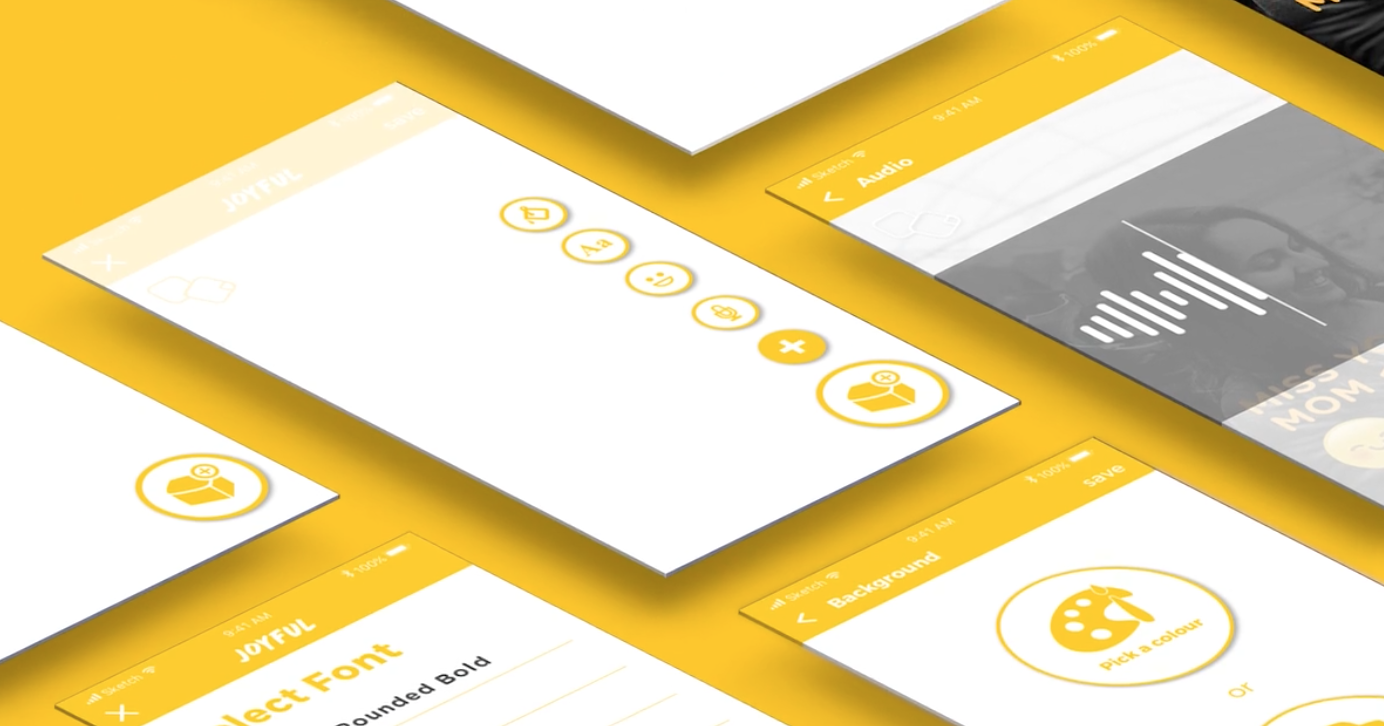 save
JOYFUL
Aa
100%
9:41 AM
Sketch
Audio
MISS
MOM
100%
save
9:41 AM
Sketch
Background
Pick a colour
or
100%
9:41 AM
JOYFUL
Sketch
Font
Rounded Bold